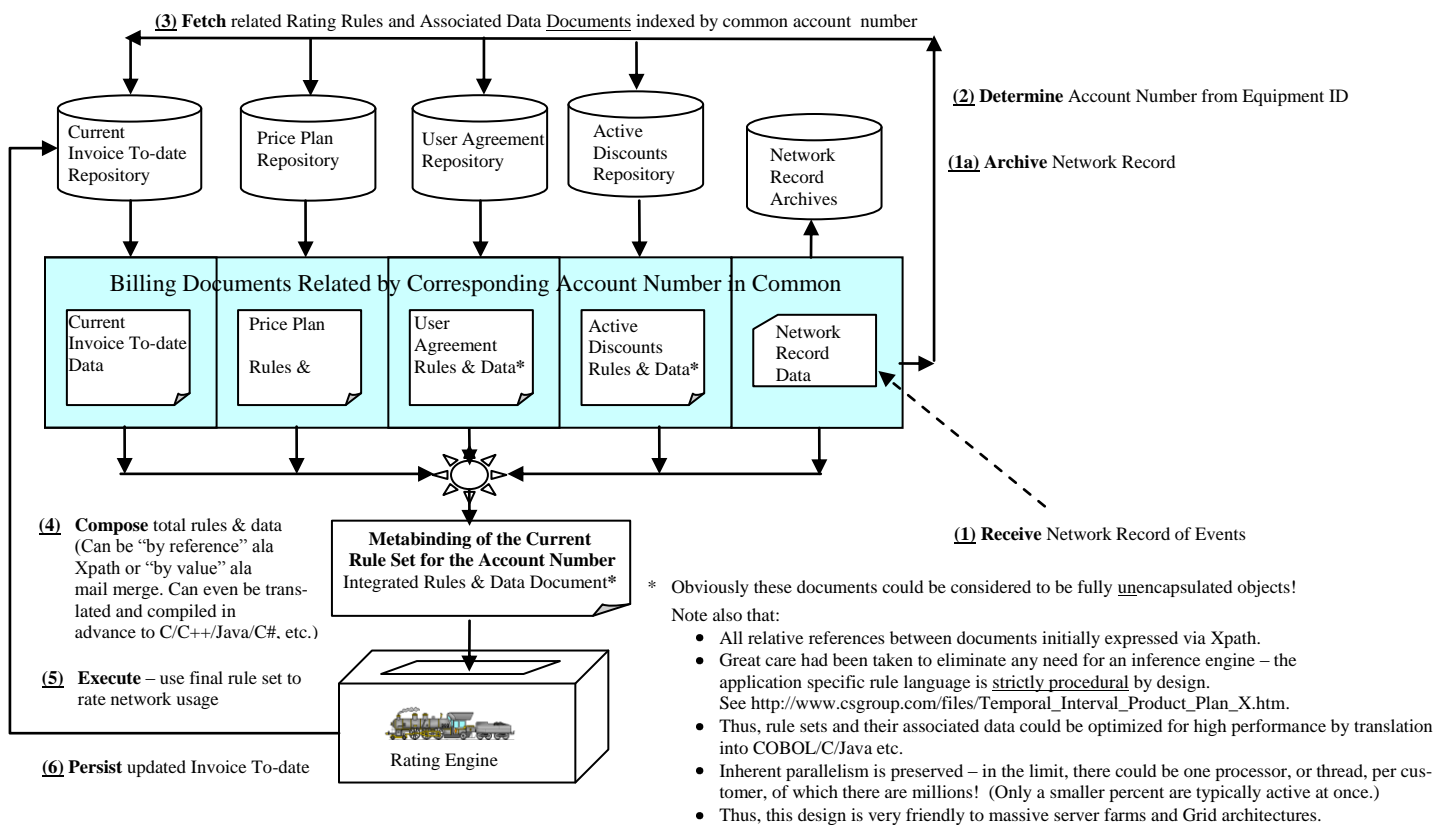 (3) Fetch related Rating Rules and Associated Data Documents indexed by common account number
(2) Determine Account Number from Equipment ID
(1a) Archive Network Record
Current
Invoice To-date
Repository
Price Plan
Repository
User Agreement
Repository
Active
Discounts
Repository
Network
Record
Archives
Billing Documents Related by Corresponding Account Number in Common
Current
Invoice To-date
Data
Price Plan
Rules &
User
Agreement
Rules & Data*
Active
Discounts
Rules & Data*
Network
Record
Data
(1) Receive Network Record of Events
(4) Compose total rules & data
(Can be “by reference” ala
Xpath or “by value” ala
mail merge. Can even be trans-
lated and compiled in
advance to C/C++/Java/C#, etc.)
Metabinding of the Current
Rule Set for the Account Number
Integrated Rules & Data Document*
(5) Execute – use final rule set to
rate network usage
(6) Persist updated Invoice To-date
Rating Engine
* Obviously these documents could be considered to be fully unencapsulated objects!
Note also that:
• All relative references between documents initially expressed via Xpath.
• Great care had been taken to eliminate any need for an inference engine – the
application specific rule language is strictly procedural by design.
See http://www.csgroup.com/files/Temporal_Interval_Product_Plan_X.htm.
• Thus, rule sets and their associated data could be optimized for high performance by translation
into COBOL/C/Java etc.
• Inherent parallelism is preserved – in the limit, there could be one processor, or thread, per cus-
tomer, of which there are millions! (Only a smaller percent are typically active at once.)
• Thus, this design is very friendly to massive server farms and Grid architectures.